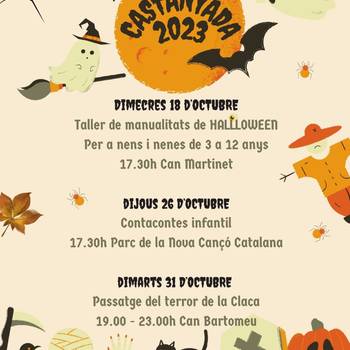 CASTANYADA
2023
DIMECRES 18 D'OCTUBRE
Taller de manualitats de HALLLOWEEN
Per a nens i nenes de 3 a 12 anys
17.30h Can Martinet
DIJOUS 26 D'OCTUBRE
Contacontes infantil
17.30h Parc de la Nova Cançó Catalana
DIMARTS 31 D'OCTUBRE
Passatge del terror de la Claca
19.00 - 23.00h Can Bartomeu